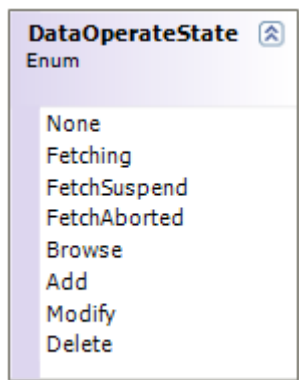 DataOperateState
Enum
None
Fetching
FetchSuspend
FetchAborted
Browse
Add
Modify
Delete